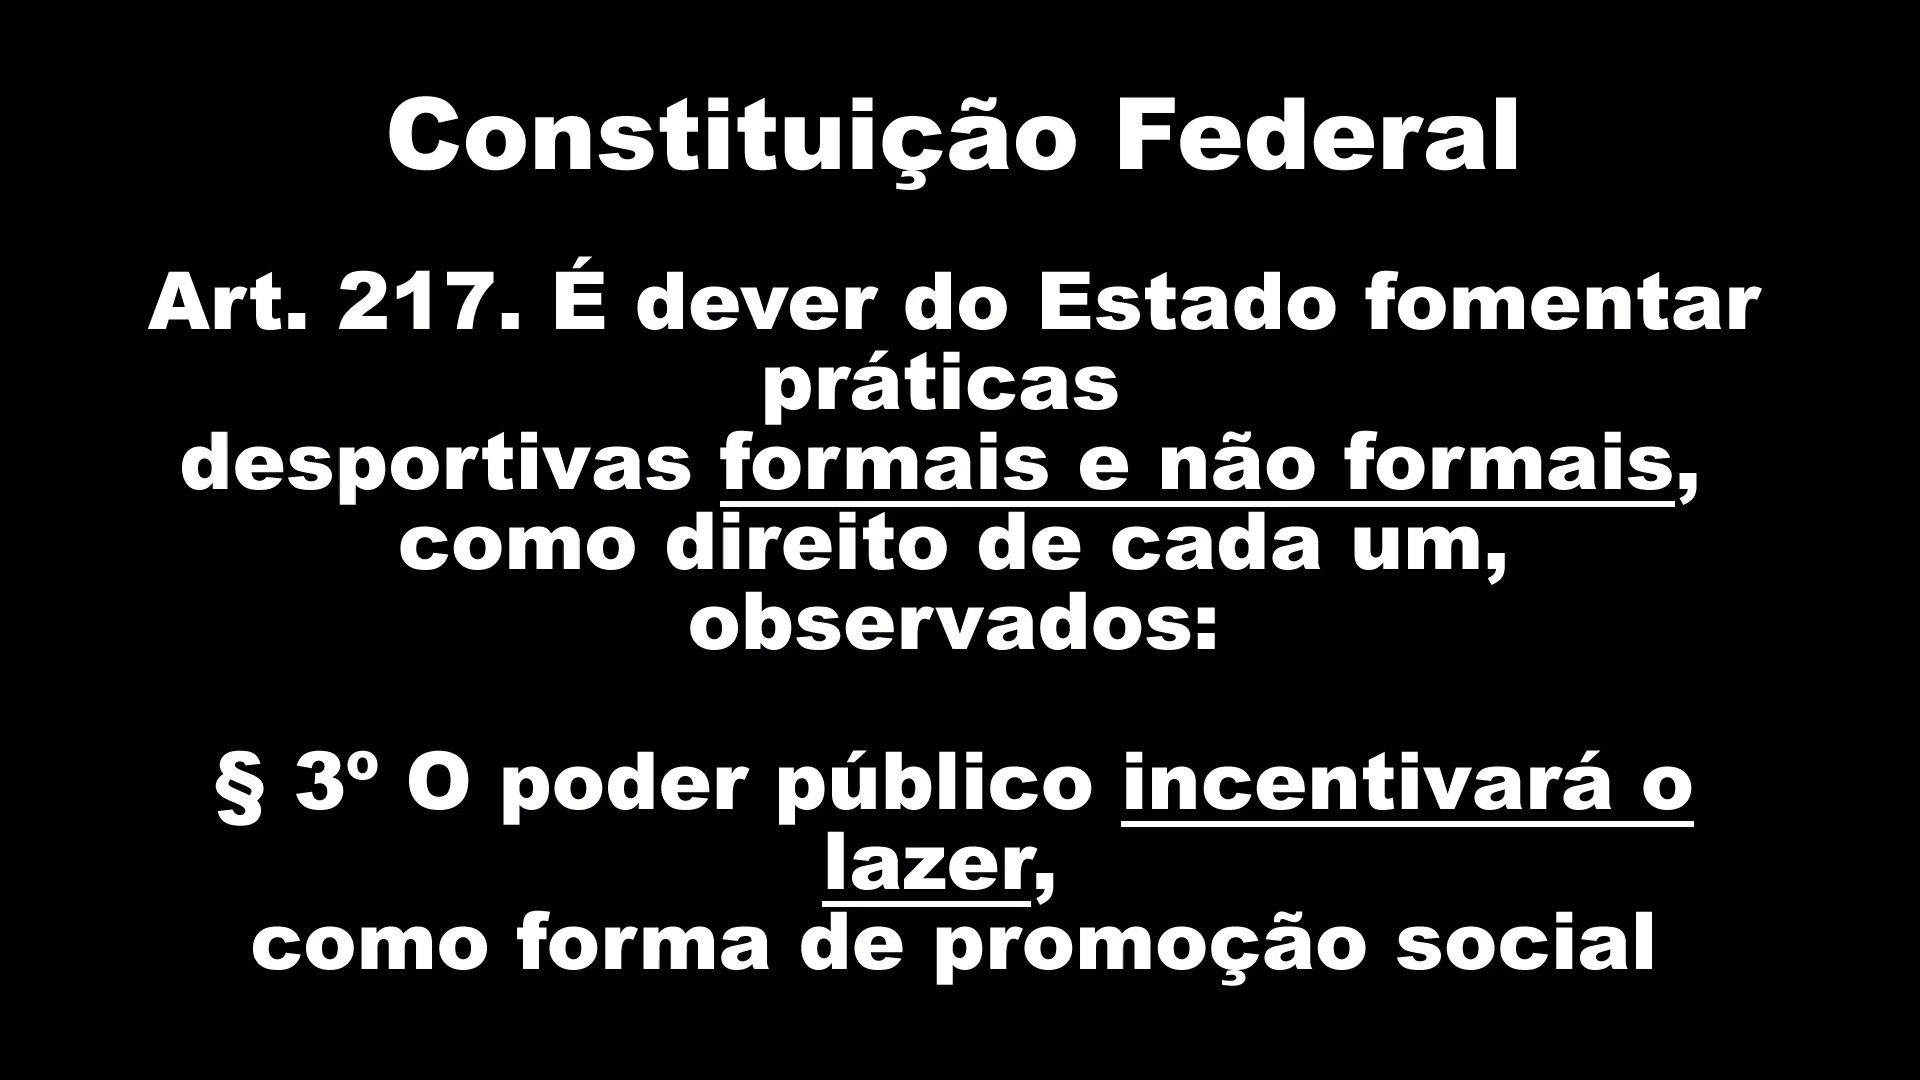 Constituição Federal
Art. 217. É dever do Estado fomentar
práticas
desportivas formais e não formais,
como direito de cada um,
observados:
§ 3º O poder público incentivará o
lazer,
como forma de promoção social